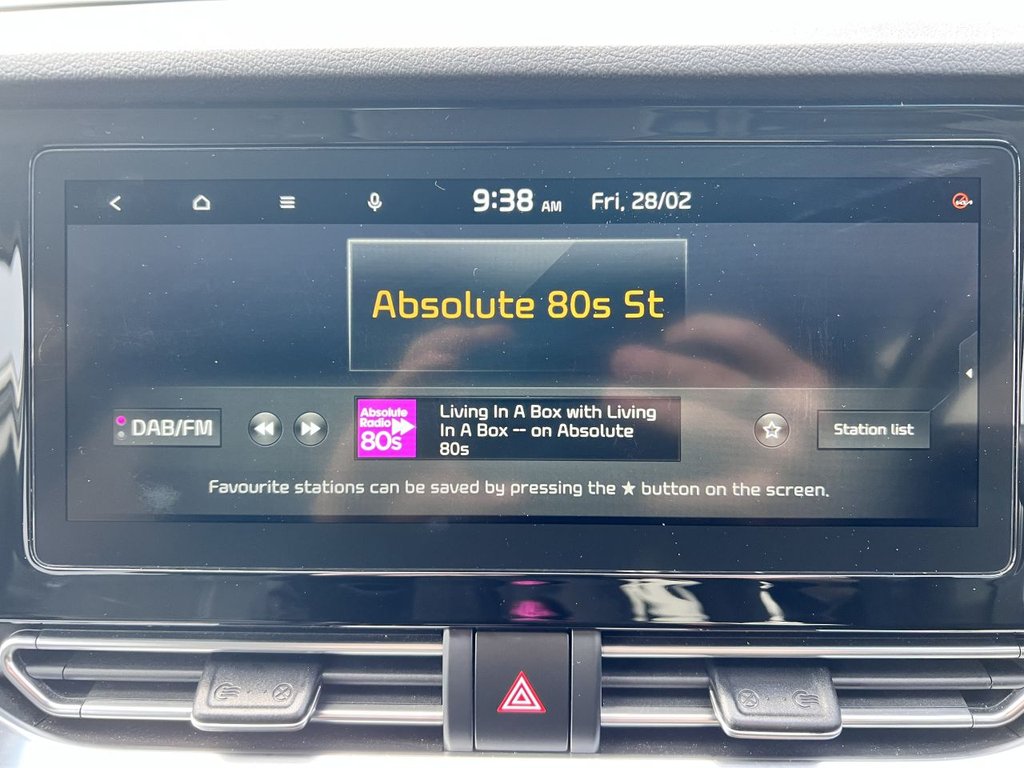 9:38 AM Fri, 28/02
Absolute 80s St
DAB/FM
Absolute
Radio
80s
Living In A Box with Living
In A Box -- on Absolute
80s
Station list
Favourite stations can be saved by pressing the ★ button on the screen.